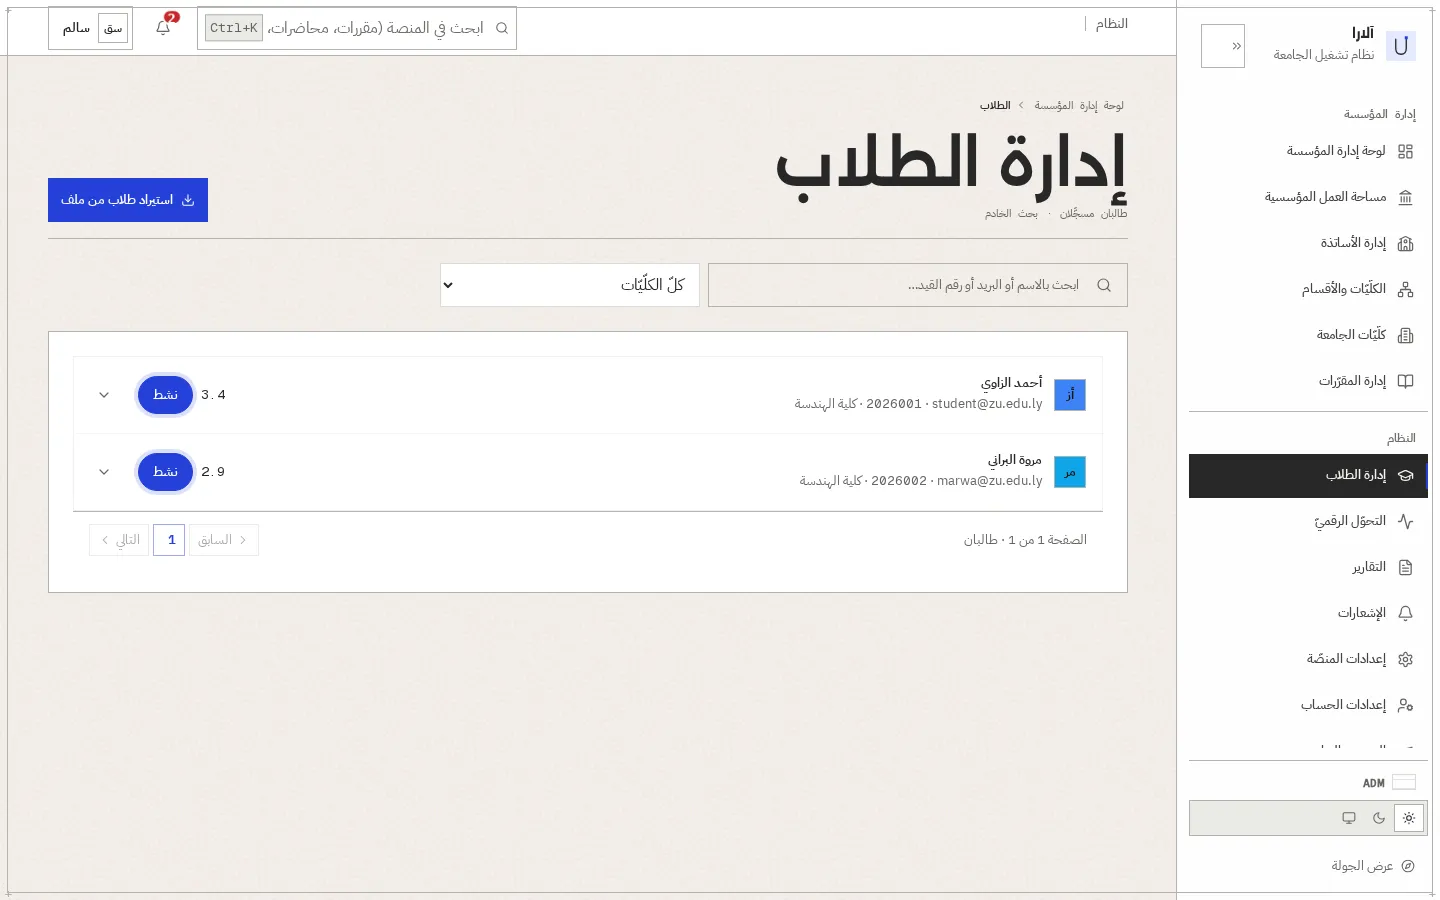 آلارا
نظام تشغيل الجامعة
«
إدارة المؤسسة
لوحة إدارة المؤسسة
مساحة العمل المؤسسية
إدارة الأساتذة
الكلّيّات والأقسام
كلّيّات الجامعة
إدارة المقرّرات
النظام
إدارة الطلاب
التحوّل الرقميّ
التقارير
الإشعارات
إعدادات المنصّة
إعدادات الحساب
ADM
عرض الجولة
النظام
ابحث في المنصة (مقررات، محاضرات، Ctrl+K
2
سق سالم
لوحة إدارة المؤسسة › الطلاب
إدارة الطلاب
طالبان مسجّلان · بحث الخادم
استيراد طلاب من ملف
ابحث بالاسم أو البريد أو رقم القيد...
كلّ الكلّيّات
أز
أحمد الزاوي
student@zu.edu.ly · 2026001 · كلية الهندسة
3.4
نشط
مر
مروة البراني
marwa@zu.edu.ly · 2026002 · كلية الهندسة
2.9
نشط
الصفحة 1 من 1 · طالبان
السابق
1
التالي